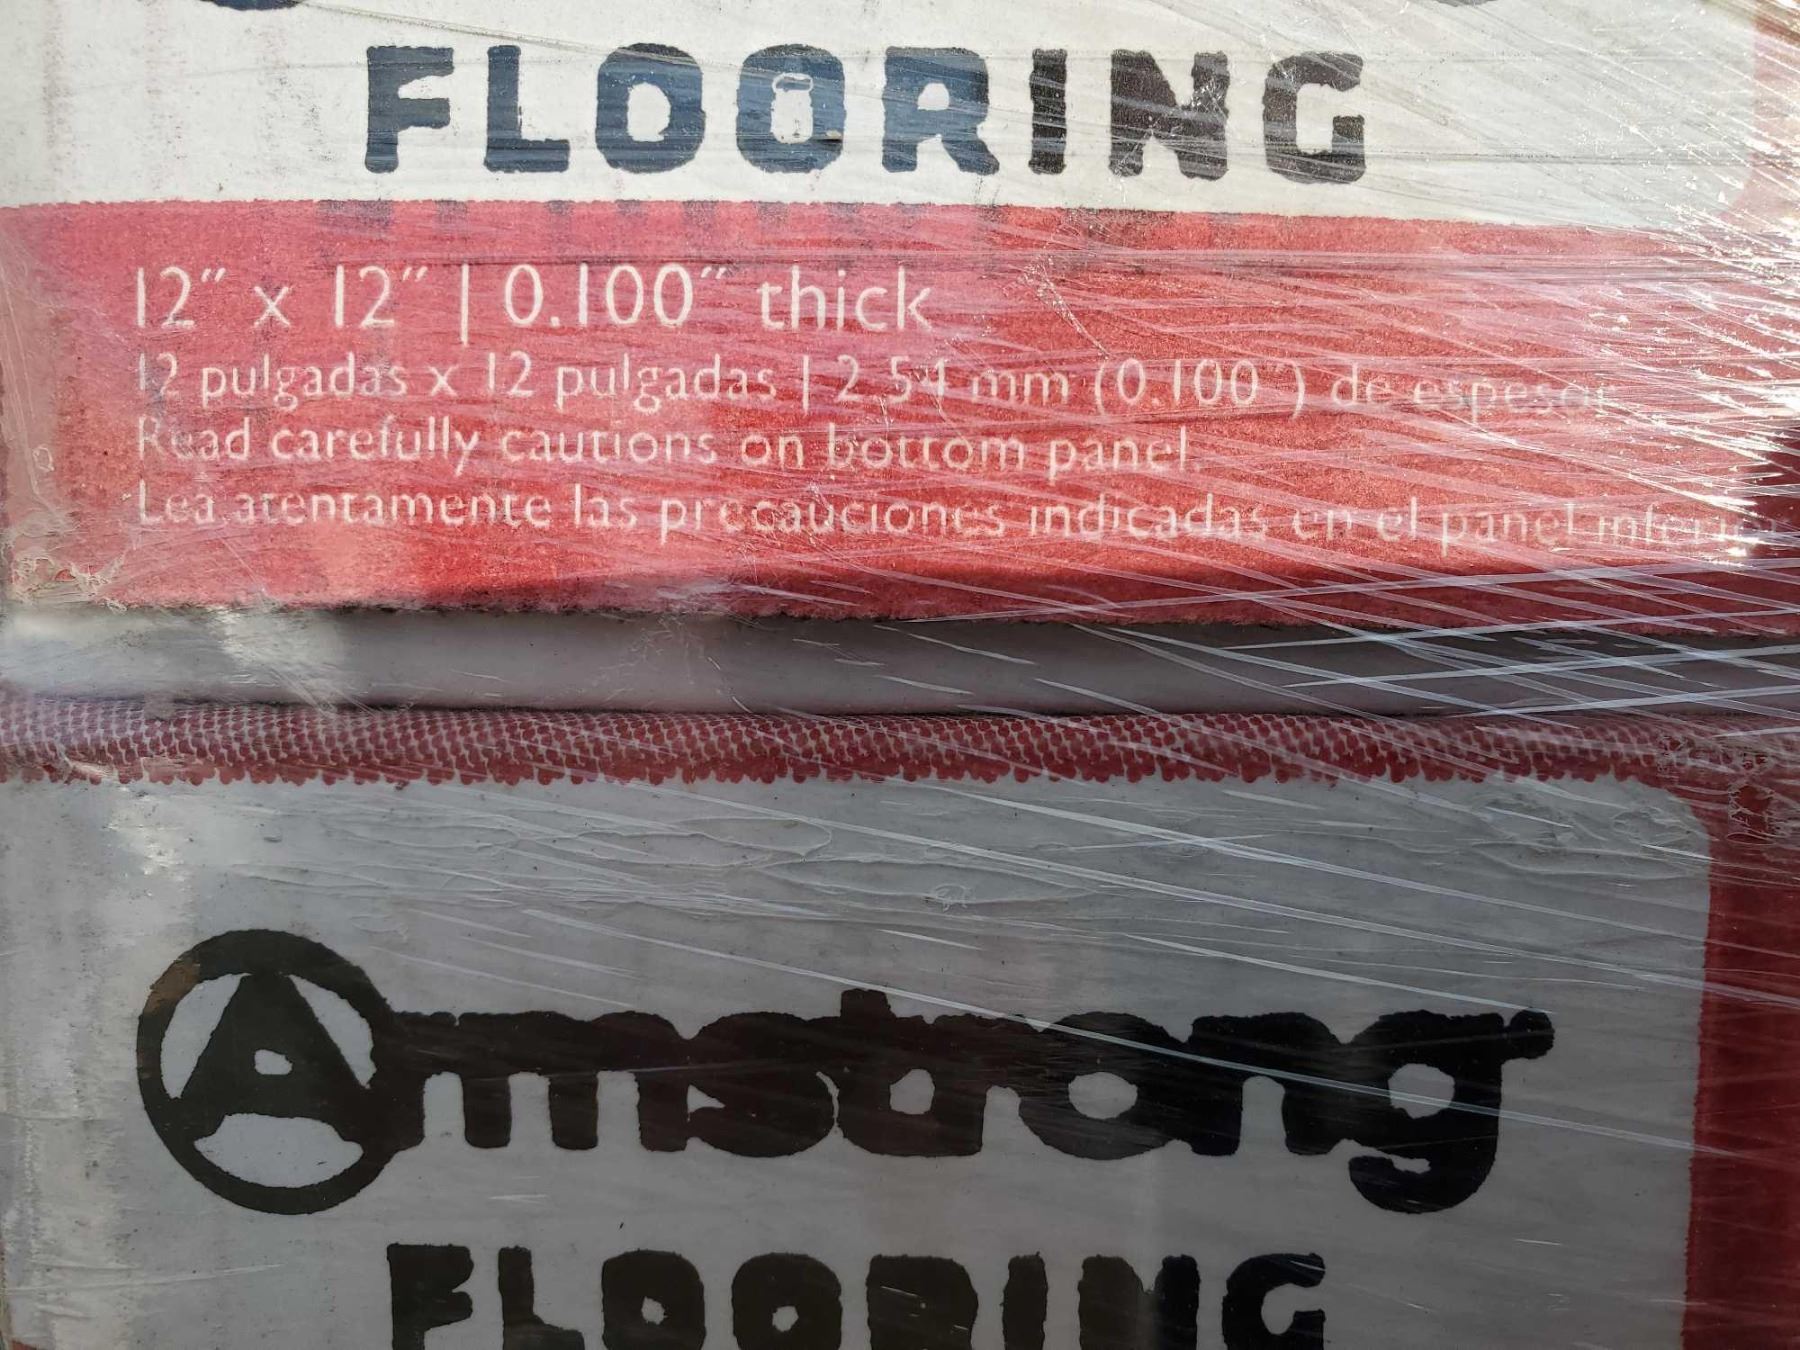 FLOORING
12" x 12" | 0.100" thick
12 pulgadas x 12 pulgadas | 2.54 mm (0.100") de espesor
Read carefully cautions on bottom panel.
Lea atentamente las precauciones indicadas en el panel inferior
Armstrong
FLOORING